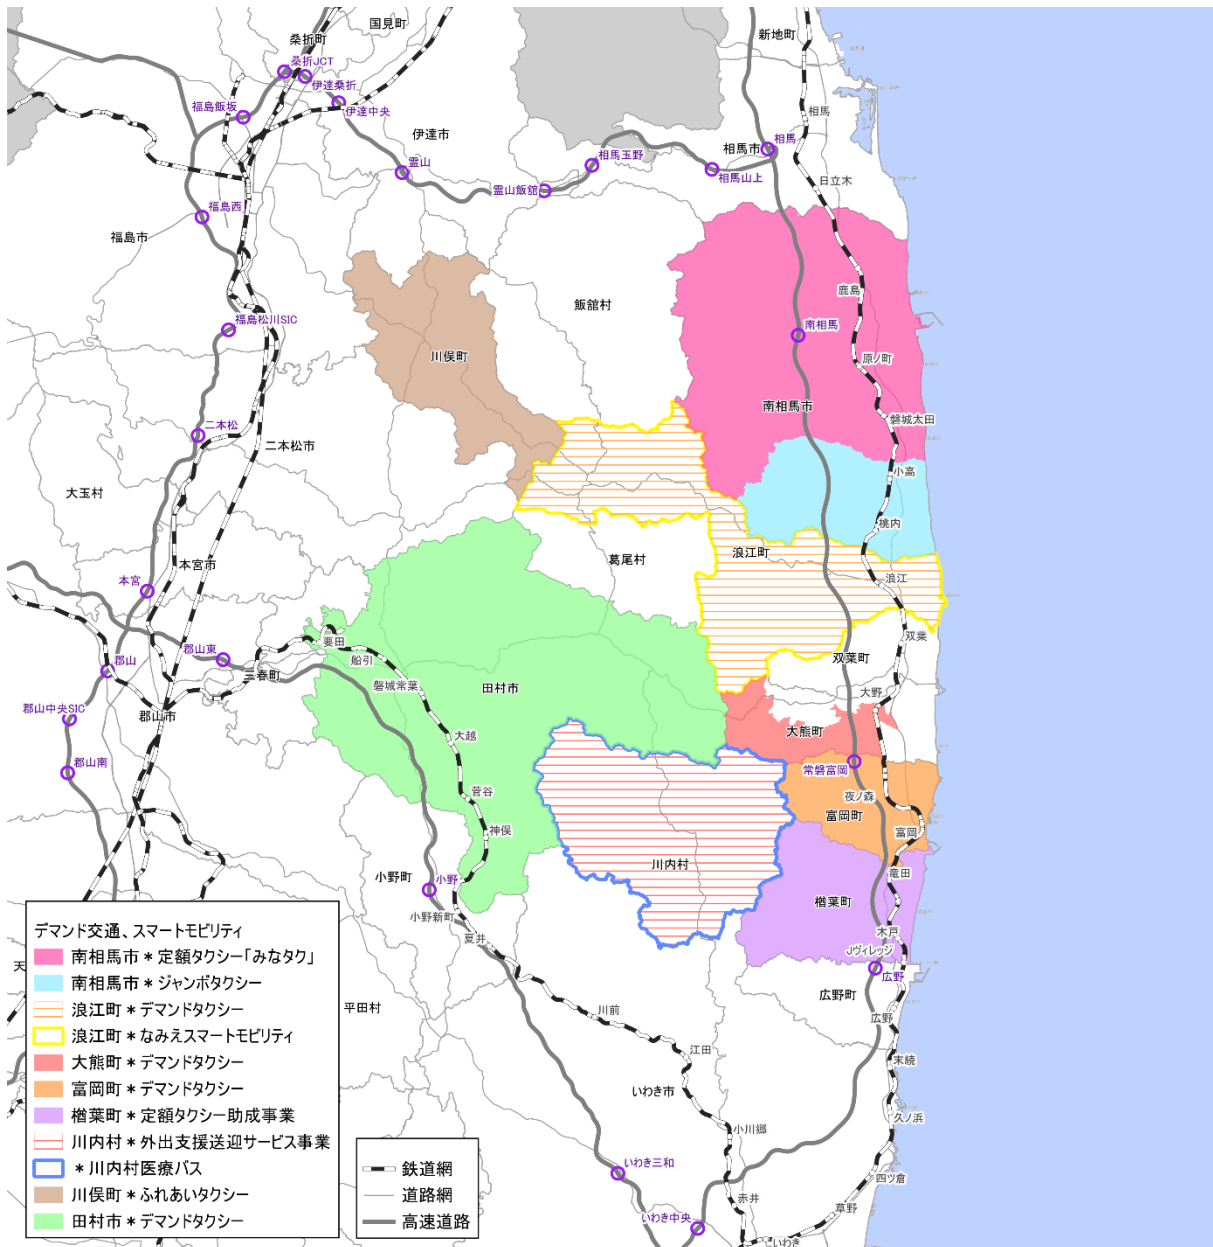 国見町
桑折町
新地町
桑折JCT
伊達桑折
伊達中央
福島飯坂
相馬
伊達市
相馬市
相馬
相馬玉野
霊山
相馬山上
日立木
霊山飯舘
福島西
福島市
鹿島
飯舘村
福島松川SIC
南相馬
川俣町
原ノ町
南相馬市
磐城太田
二本松
二本松市
小高
大玉村
桃内
浪江町
葛尾村
本宮市
本宮
浪江
双葉
要田
郡山東
船引
双葉町
郡山
三春町
磐城常葉
田村市
大野
郡山中央SIC
郡山市
大熊町
大越
郡山南
常磐富岡
菅谷
夜ノ森
富岡町
神俣
富岡
川内村
小野町
小野
竜田
楢葉町
小野新町
夏井
木戸
Jヴィレッジ
広野
天
広野町
平田村
川前
広野
江田
末続
いわき市
久ノ浜
小川郷
いわき三和
四ツ倉
赤井
草野
いわき中央
いわき
デマンド交通、スマートモビリティ
南相馬市＊定額タクシー「みなタク」
南相馬市＊ジャンボタクシー
浪江町＊デマンドタクシー
浪江町＊なみえスマートモビリティ
大熊町＊デマンドタクシー
富岡町＊デマンドタクシー
楢葉町＊定額タクシー助成事業
川内村＊外出支援送迎サービス事業
＊川内村医療バス
川俣町＊ふれあいタクシー
田村市＊デマンドタクシー
鉄道網
道路網
高速道路